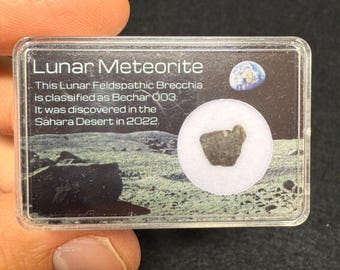 Lunar Meteorite
This Lunar Feldspathic Brecchia
is classified as Bechar 003.
It was discovered in the
Sahara Desert in 2022.